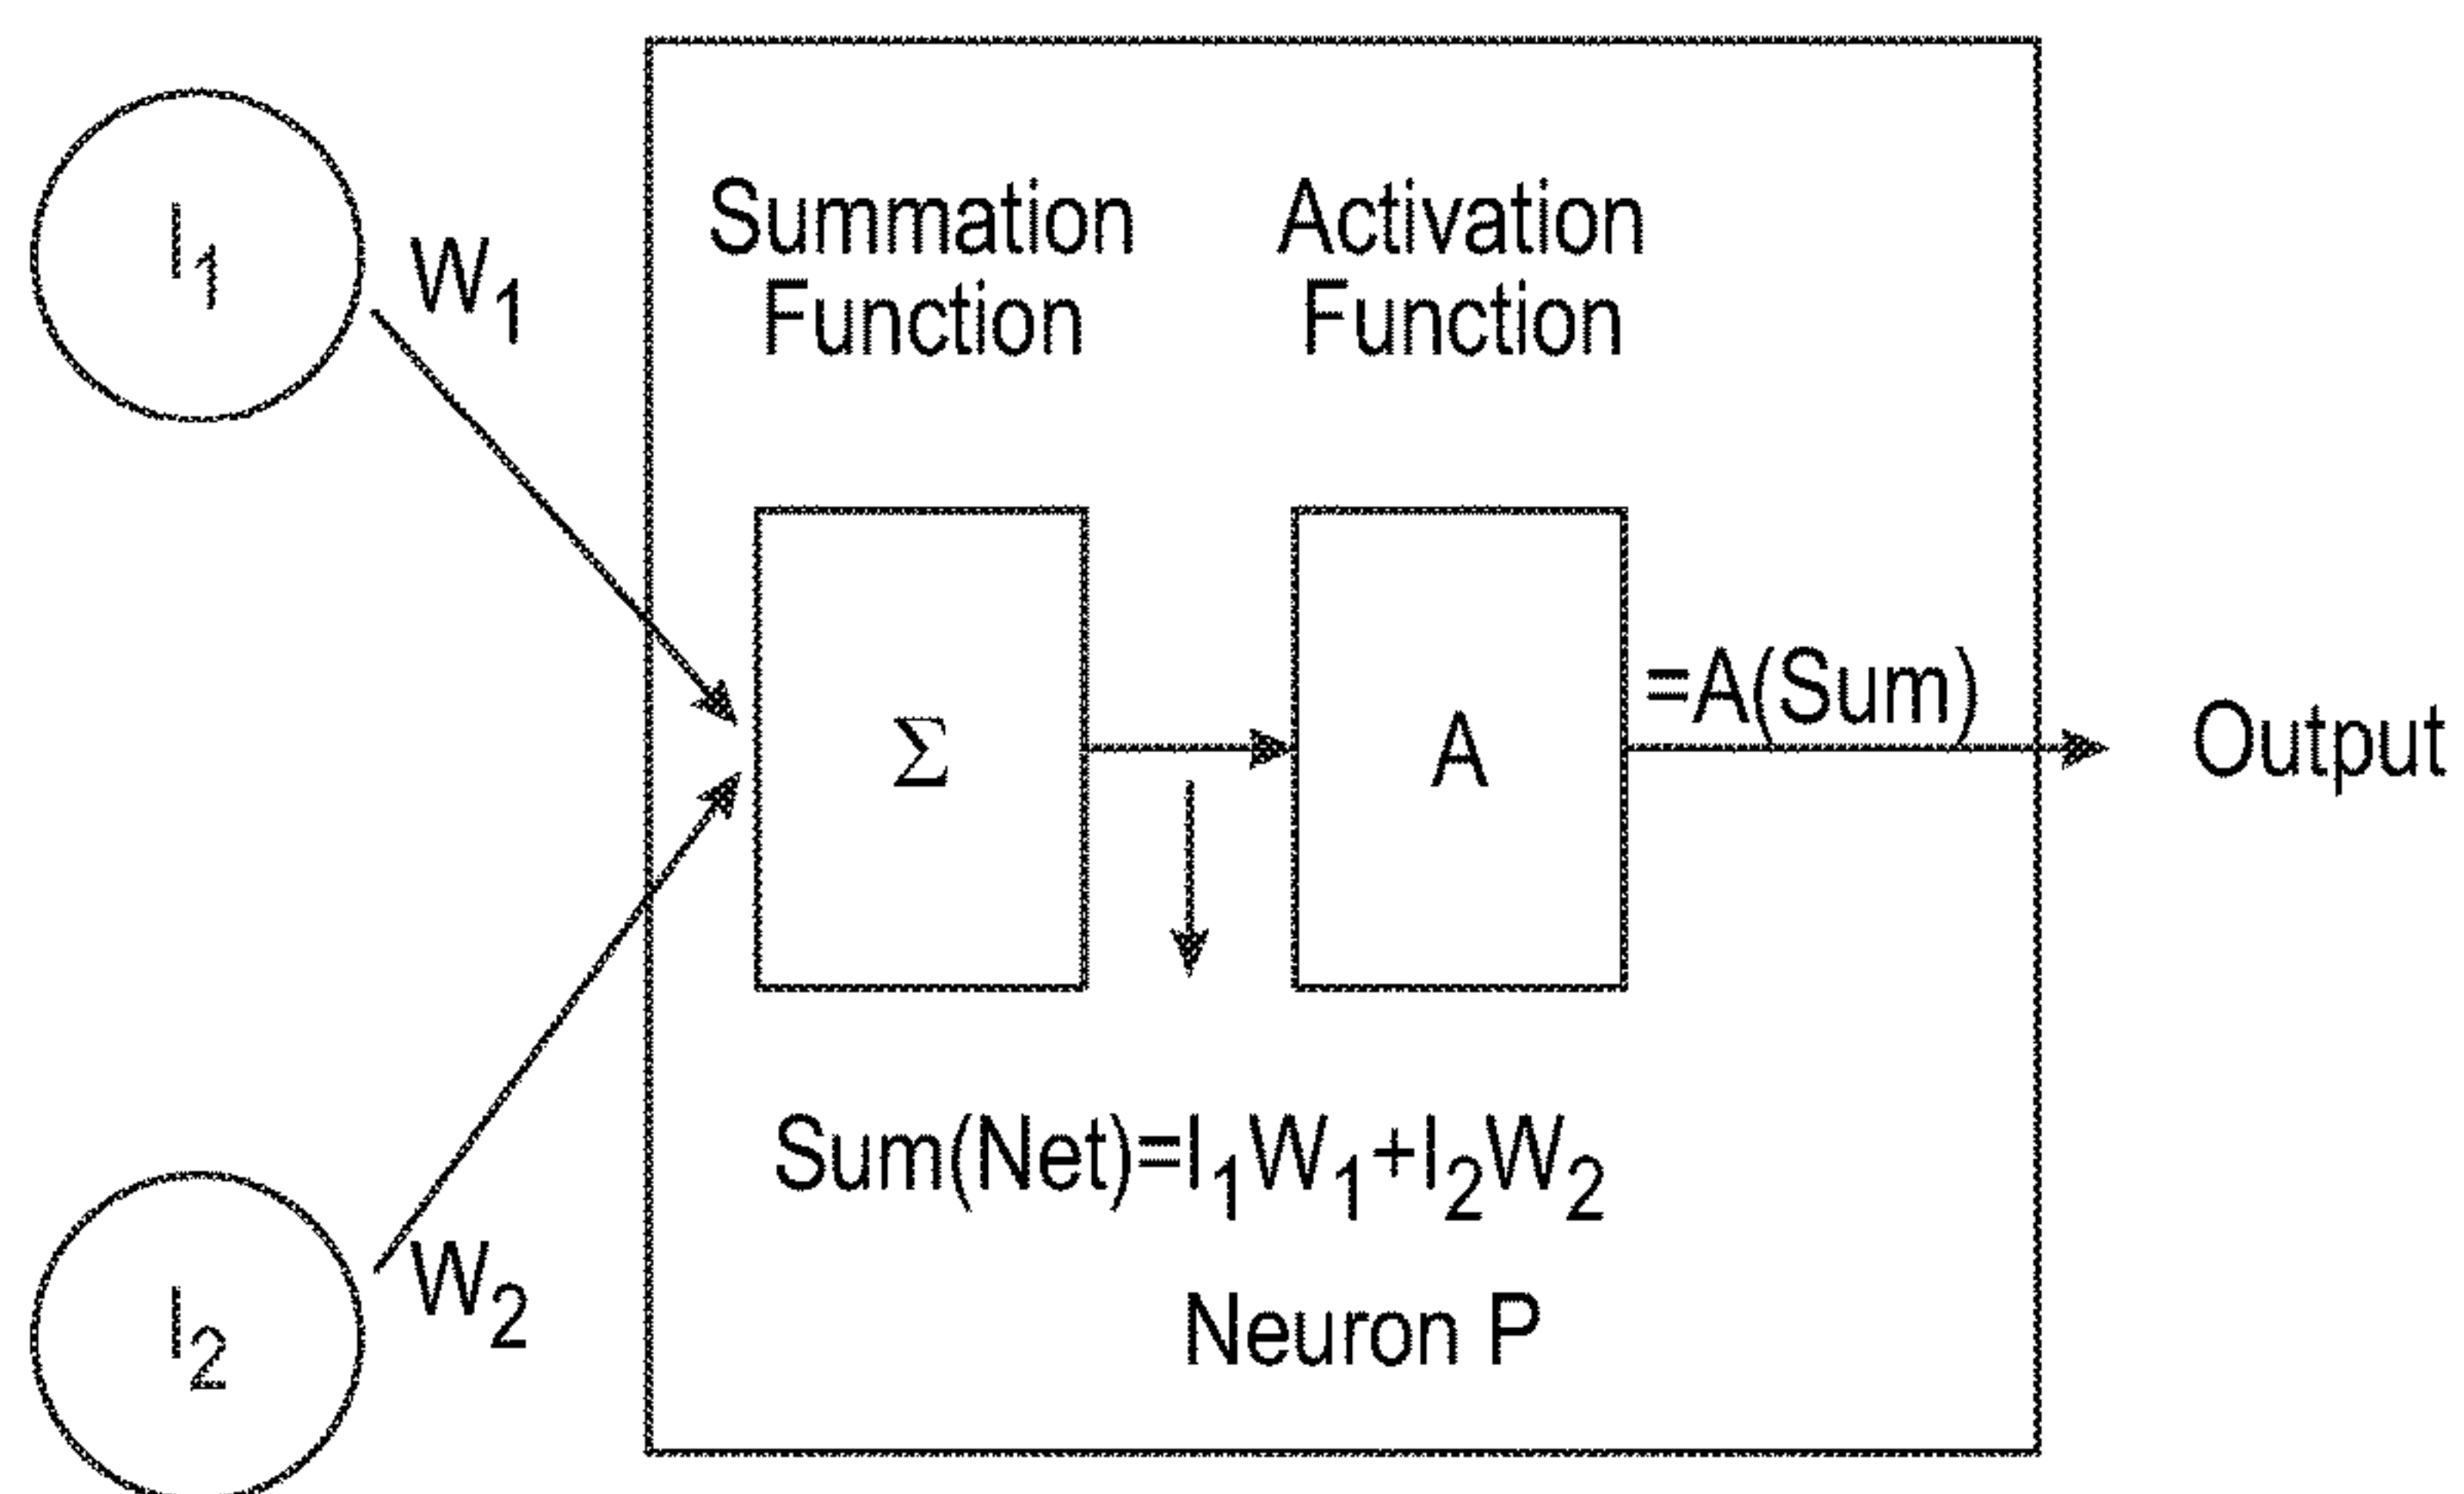 I1
W1
Summation
Function
Activation
Function
Σ
A
=A(Sum)
Output
Sum(Net)=I1W1+I2W2
I2
W2
Neuron P